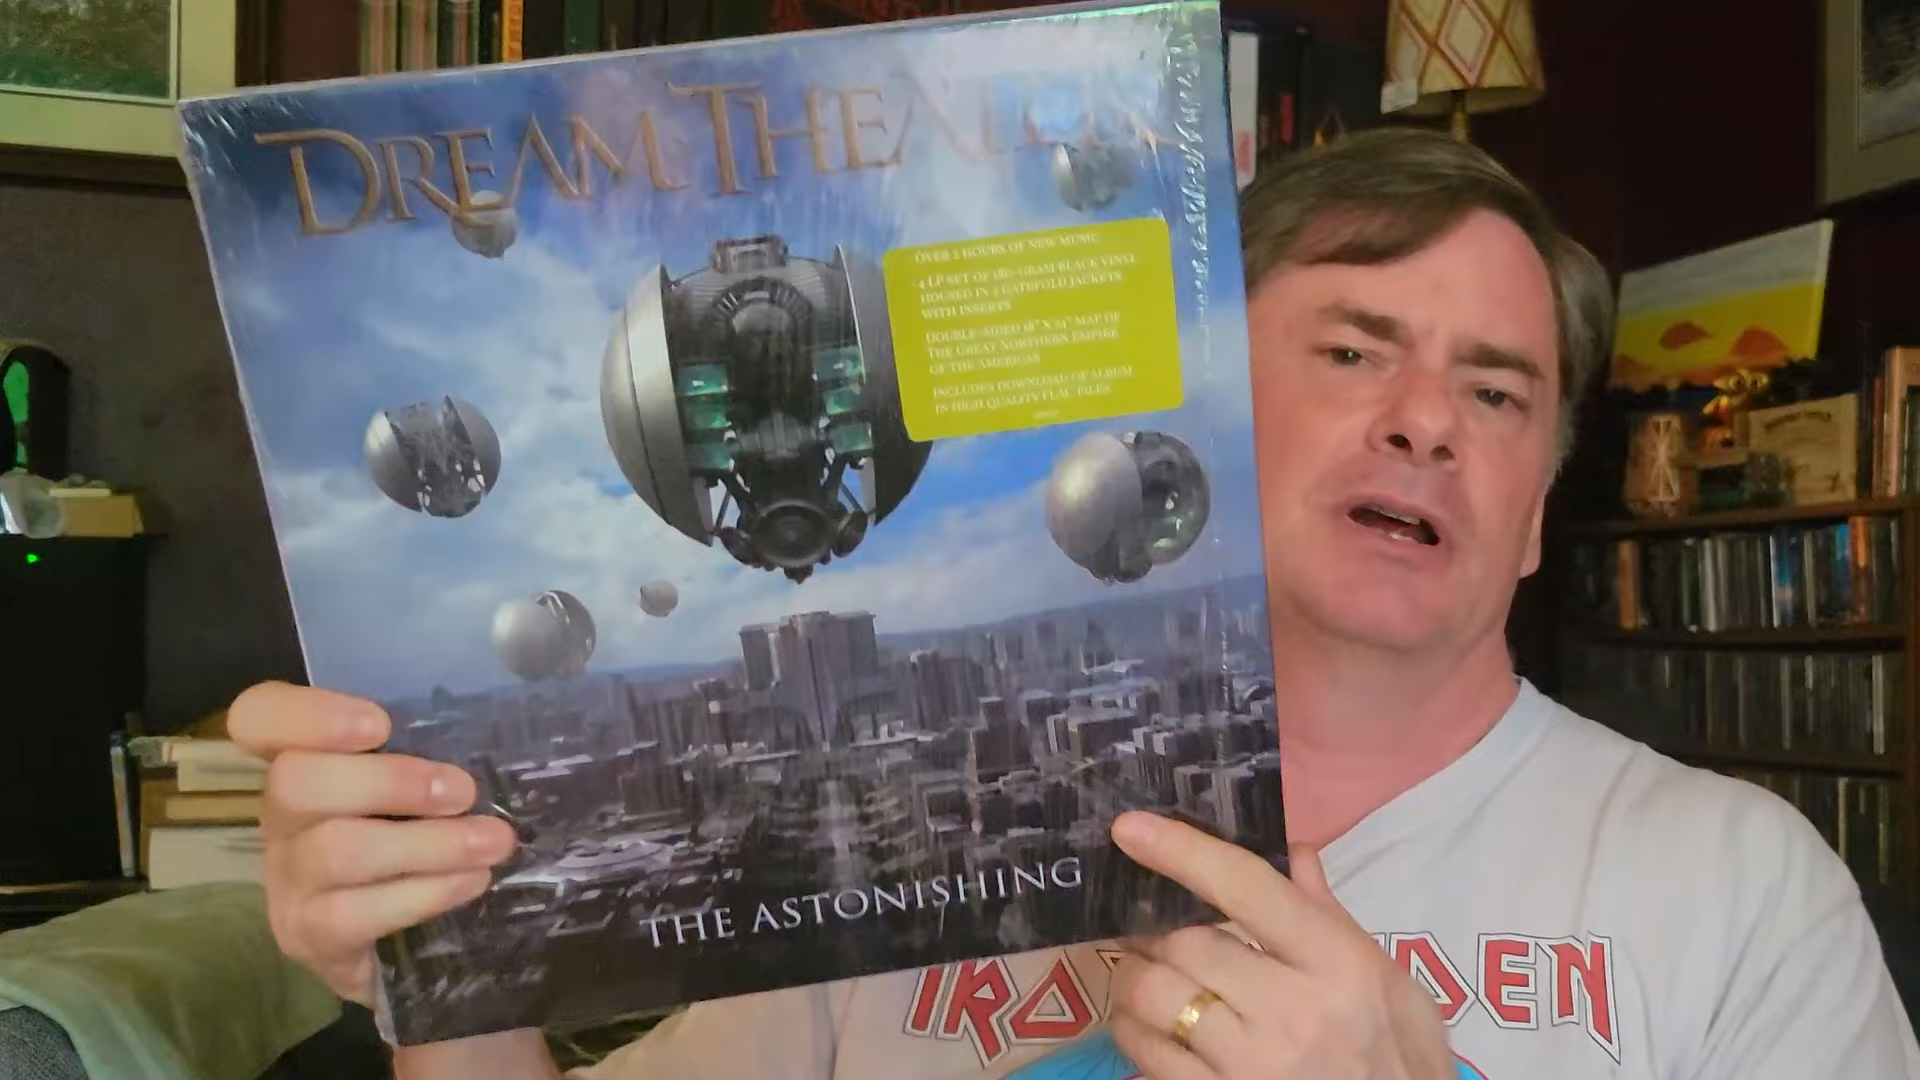 DREAM THEATER
OVER 2 HOURS OF NEW MUSIC
4 LP SET OF 180-GRAM BLACK VINYL
HOUSED IN 2 GATEFOLD JACKETS
WITH INSERTS
DOUBLE-SIDED 18" X 24" MAP OF
THE GREAT NORTHERN EMPIRE
OF THE AMERICAS
INCLUDES DOWNLOAD OF ALBUM
IN HIGH QUALITY FLAC FILES
THE ASTONISHING